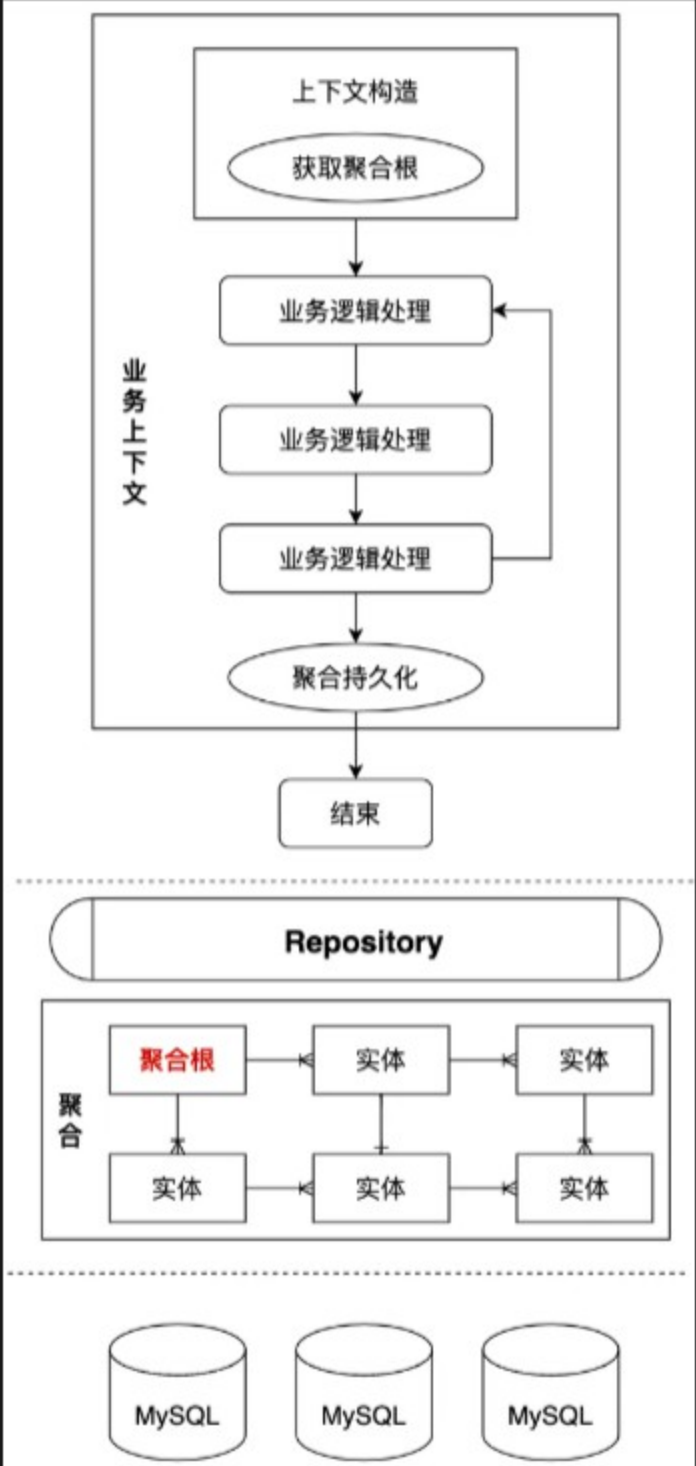 上下文构造
获取聚合根
业务逻辑处理
业务上下文
业务逻辑处理
业务逻辑处理
聚合持久化
结束
Repository
聚合根
实体
实体
聚合
实体
实体
实体
MySQL
MySQL
MySQL